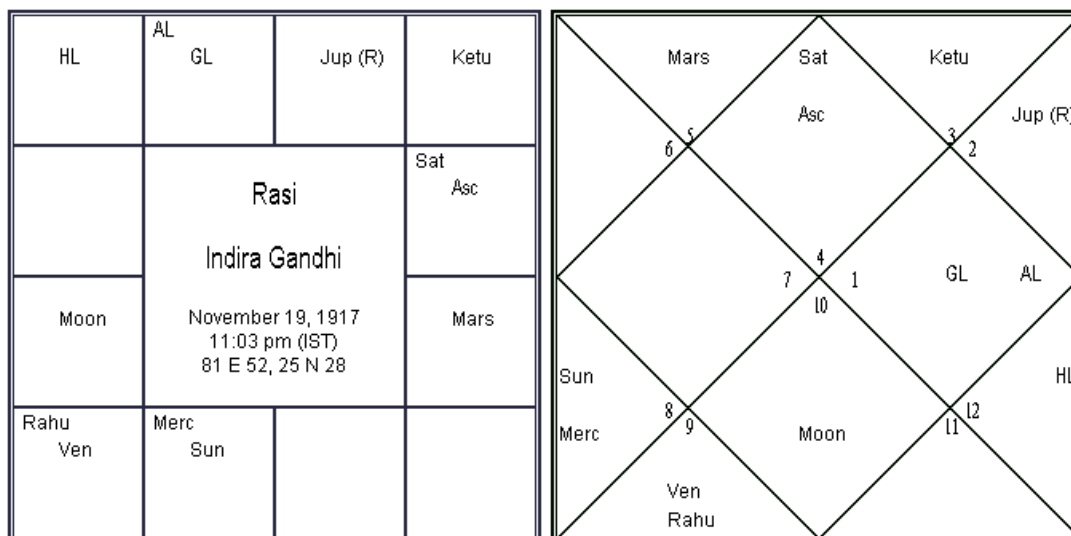 HL
AL
GL
Jup (R)
Ketu
Sat
Asc
Rasi
Indira Gandhi
November 19, 1917
11:03 pm (IST)
81 E 52, 25 N 28
Moon
Mars
Rahu
Ven
Merc
Sun
Mars
Sat
Ketu
Asc
Jup (R)
5
3
6
2
4
7
1
GL
AL
10
Sun
HL
8
12
Merc
9
Moon
11
Ven
Rahu